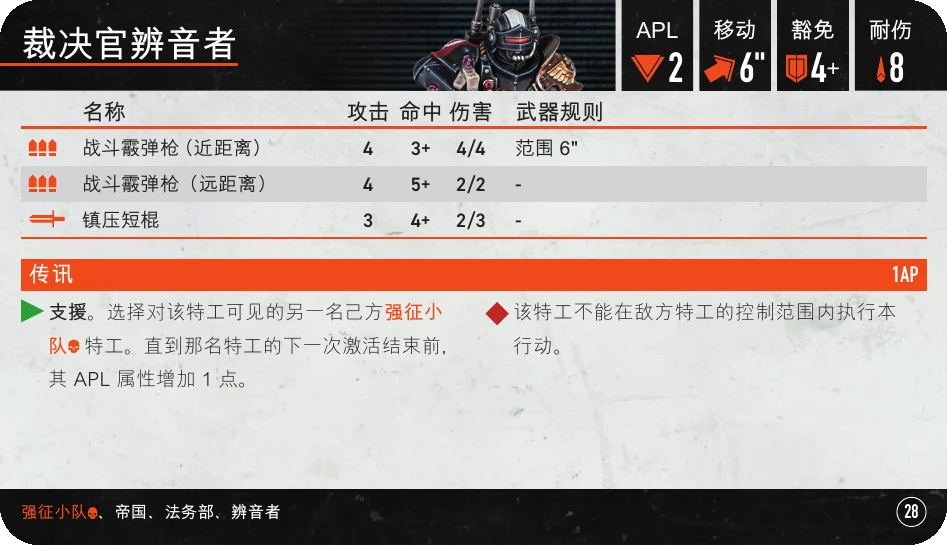 裁决官辨音者
APL 移动 豁免 耐伤
2 6" 4+ 8
名称 攻击 命中 伤害 武器规则
战斗霰弹枪（近距离） 4 3+ 4/4 范围 6"
战斗霰弹枪（远距离） 4 5+ 2/2 -
镇压短棍 3 4+ 2/3 -
传讯 1AP
支援。选择对该特工可见的另一名己方强征小
队特工。直到那名特工的下一次激活结束前，
其 APL 属性增加 1 点。
该特工不能在敌方特工的控制范围内执行本
行动。
强征小队、帝国、法务部、辨音者 28